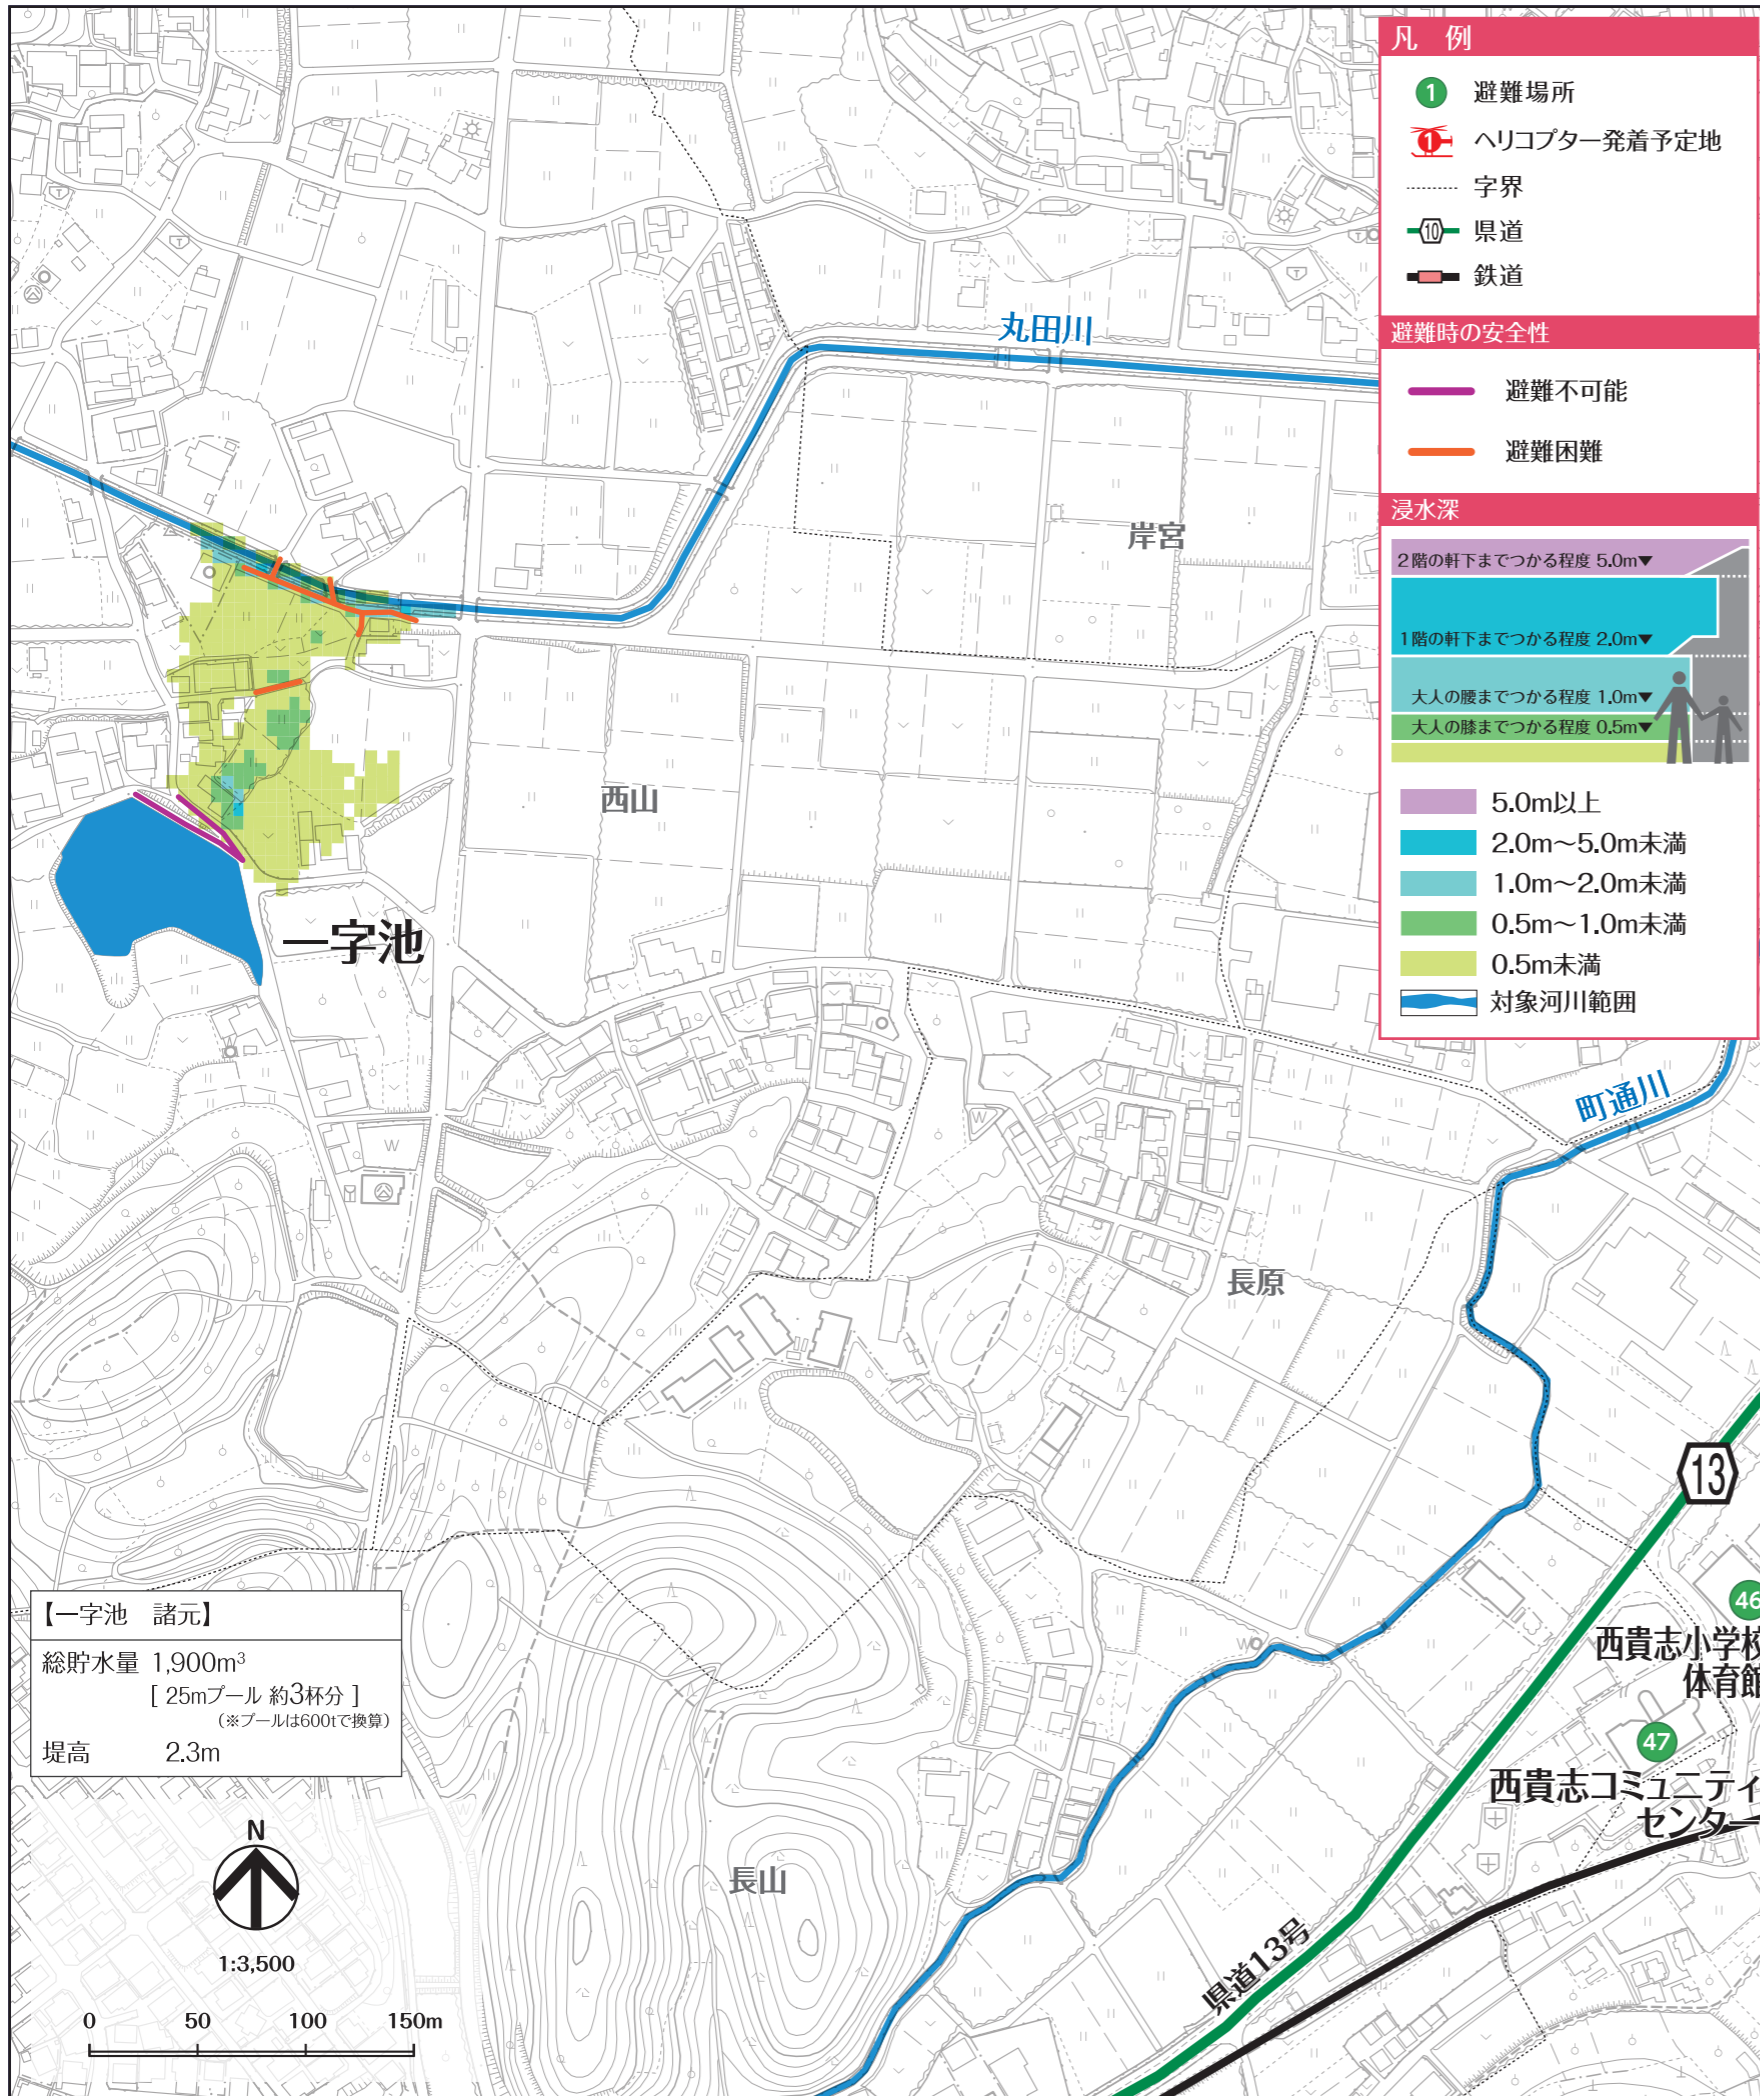 凡 例
1 避難場所
1 ヘリコプター発着予定地
字界
10 県道
鉄道
避難時の安全性
避難不可能
避難困難
浸水深
2階の軒下までつかる程度 5.0m▼
1階の軒下までつかる程度 2.0m▼
大人の腰までつかる程度 1.0m▼
大人の膝までつかる程度 0.5m▼
5.0m以上
2.0m〜5.0m未満
1.0m〜2.0m未満
0.5m〜1.0m未満
0.5m未満
対象河川範囲
丸田川
岸宮
西山
一字池
町通川
長原
13
46
西貴志小学校
体育館
47
西貴志コミュニティ
センター
長山
県道13号
【一字池 諸元】
総貯水量 1,900m³
[ 25mプール 約3杯分 ]
(※プールは600tで換算)
堤高 2.3m
N
1:3,500
0 50 100 150m